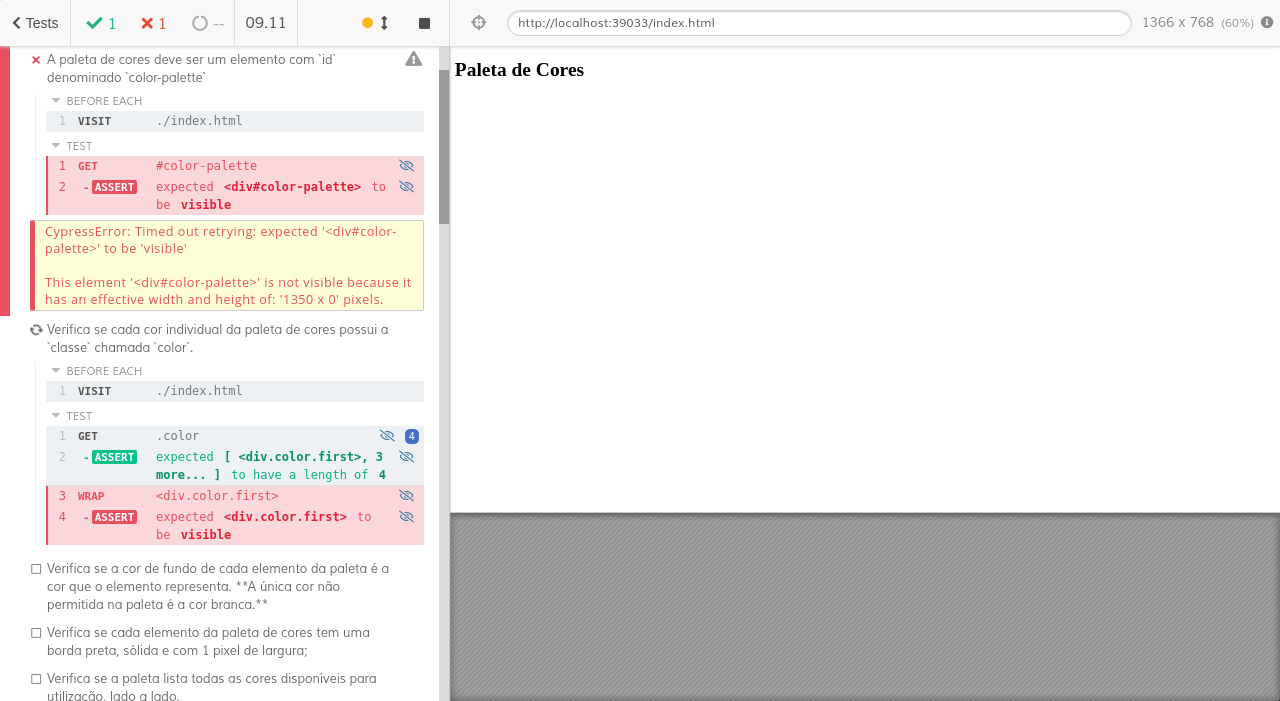 Tests
1
1
--
09.11
http://localhost:39033/index.html
1366 x 768 (60%)
A paleta de cores deve ser um elemento com `id`
denominado `color-palette`
BEFORE EACH
1 VISIT ./index.html
TEST
1 GET #color-palette
2 - ASSERT expected <div#color-palette> to
be visible
CypressError: Timed out retrying: expected '<div#color-
palette>' to be 'visible'
This element '<div#color-palette>' is not visible because it
has an effective width and height of: '1350 x 0' pixels.
Verifica se cada cor individual da paleta de cores possui a
`classe` chamada `color`.
BEFORE EACH
1 VISIT ./index.html
TEST
1 GET .color 4
2 - ASSERT expected [ <div.color.first>, 3
more... ] to have a length of 4
3 WRAP <div.color.first>
4 - ASSERT expected <div.color.first> to
be visible
Verifica se a cor de fundo de cada elemento da paleta é a
cor que o elemento representa. **A única cor não
permitida na paleta é a cor branca.**
Verifica se cada elemento da paleta de cores tem uma
borda preta, sólida e com 1 pixel de largura;
Verifica se a paleta lista todas as cores disponíveis para
utilização, lado a lado.
Paleta de Cores